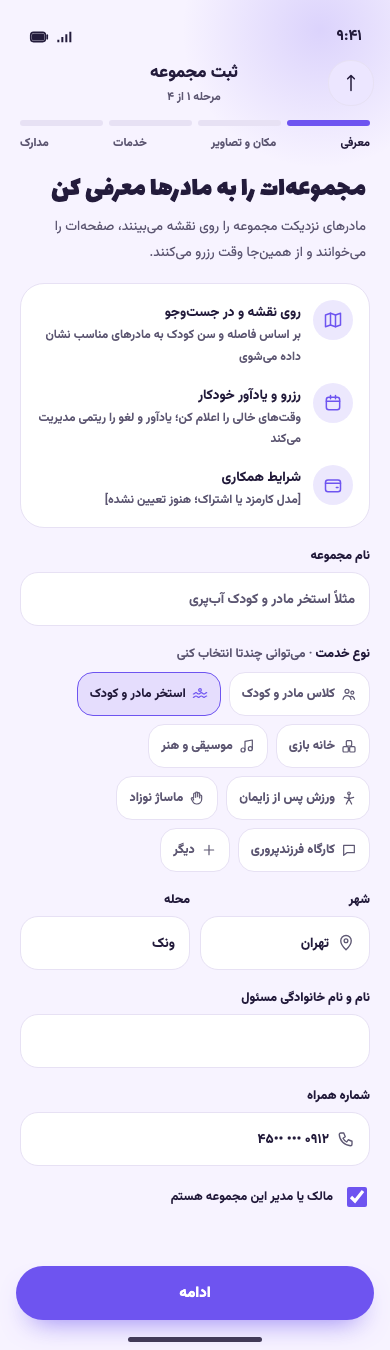 ۹:۴۱
ثبت مجموعه
مرحله ۱ از ۴
معرفی
مکان و تصاویر
خدمات
مدارک
مجموعه‌ات را به مادرها معرفی کن
مادرهای نزدیکت مجموعه را روی نقشه می‌بینند، صفحه‌ات را
می‌خوانند و از همین‌جا وقت رزرو می‌کنند.
روی نقشه و در جست‌وجو
بر اساس فاصله و سن کودک به مادرهای مناسب نشان
داده می‌شوی
رزرو و یادآور خودکار
وقت‌های خالی را اعلام کن؛ یادآور و لغو را ریتمی مدیریت
می‌کند
شرایط همکاری
[مدل کارمزد یا اشتراک؛ هنوز تعیین نشده]
نام مجموعه
مثلاً استخر مادر و کودک آب‌پری
نوع خدمت · می‌توانی چندتا انتخاب کنی
کلاس مادر و کودک
استخر مادر و کودک
خانه بازی
موسیقی و هنر
ورزش پس از زایمان
ماساژ نوزاد
کارگاه فرزندپروری
دیگر
شهر
محله
تهران
ونک
نام و نام خانوادگی مسئول
شماره همراه
۰۹۱۲ ••• ••۴۵
مالک یا مدیر این مجموعه هستم
ادامه